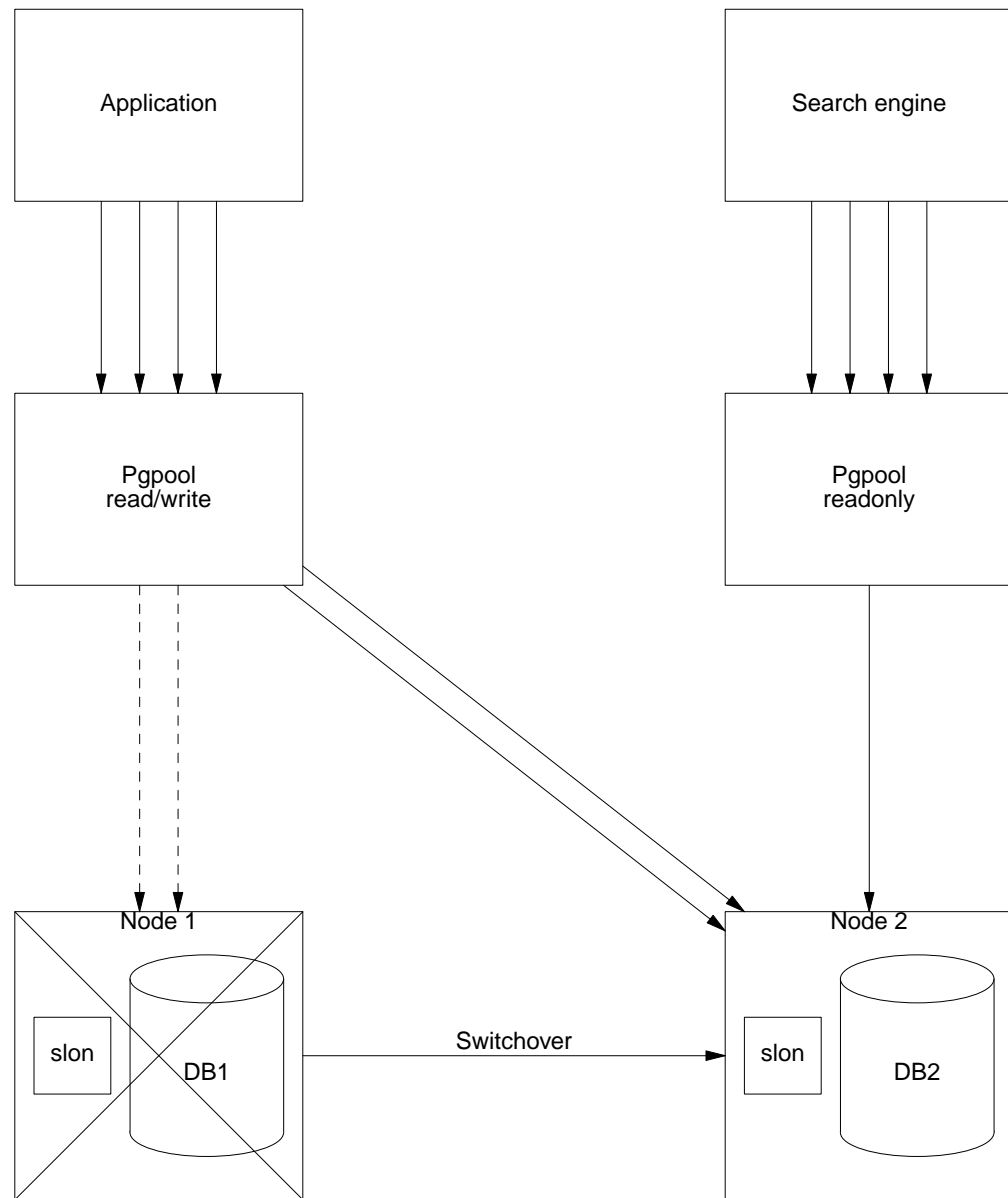 Application
Search engine
Pgpool
read/write
Pgpool
readonly
Node 1
Node 2
slon
DB1
Switchover
slon
DB2